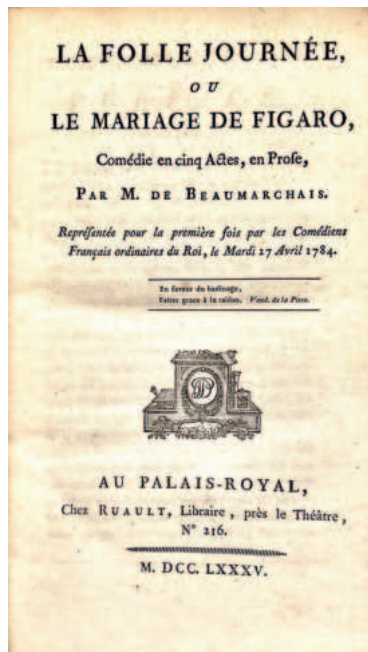 LA FOLLE JOURNÉE,
OU
LE MARIAGE DE FIGARO,
Comédie en cinq Actes, en Prose,
PAR M. DE BEAUMARCHAIS.
Représentée pour la première fois par les Comédiens
Français ordinaires du Roi, le Mardi 27 Avril 1784.
En faveur du badinage,
Faites grace à la raison. Vaud. de la Piece.
AU PALAIS-ROYAL,
Chez RUAULT, Libraire, près le Théâtre,
N° 216.
M. DCC. LXXXV.